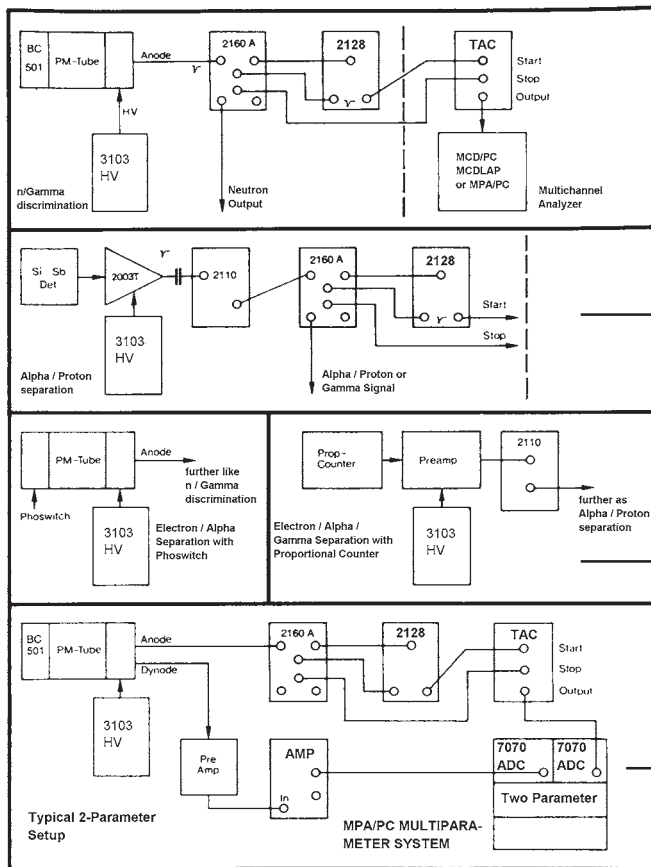 BC
501
PM-Tube
Anode
2160 A
2128
TAC
Start
Stop
Output
HV
3103
HV
n/Gamma
discrimination
Neutron
Output
MCD/PC
MCDLAP
or MPA/PC
Multichannel
Analyzer
Si Sb
Det
2003T
2110
2160 A
2128
Start
Stop
3103
HV
Alpha / Proton
separation
Alpha / Proton or
Gamma Signal
PM-Tube
Anode
further like
n / Gamma
discrimination
Phoswitch
3103
HV
Electron / Alpha
Separation with
Phoswitch
Prop-
Counter
Preamp
2110
further as
Alpha / Proton
separation
Electron / Alpha /
Gamma Separation with
Proportional Counter
3103
HV
BC
501
PM-Tube
Anode
Dynode
2160 A
2128
TAC
Start
Stop
Output
3103
HV
Pre
Amp
AMP
In
7070
ADC
7070
ADC
Two Parameter
Typical 2-Parameter
Setup
MPA/PC MULTIPARA-
METER SYSTEM